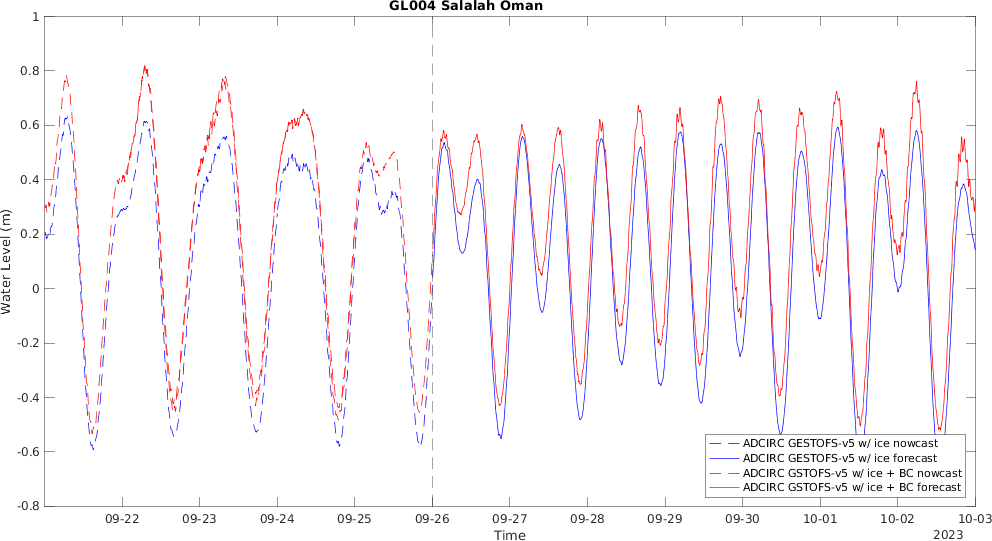 GL004 Salalah Oman
1
0.8
0.6
0.4
0.2
0
-0.2
-0.4
-0.6
-0.8
Water Level (m)
ADCIRC GESTOFS-v5 w/ ice nowcast
ADCIRC GESTOFS-v5 w/ ice forecast
ADCIRC GSTOFS-v5 w/ ice + BC nowcast
ADCIRC GSTOFS-v5 w/ ice + BC forecast
09-22 09-23 09-24 09-25 09-26 09-27 09-28 09-29 09-30 10-01 10-02 10-03
Time
2023